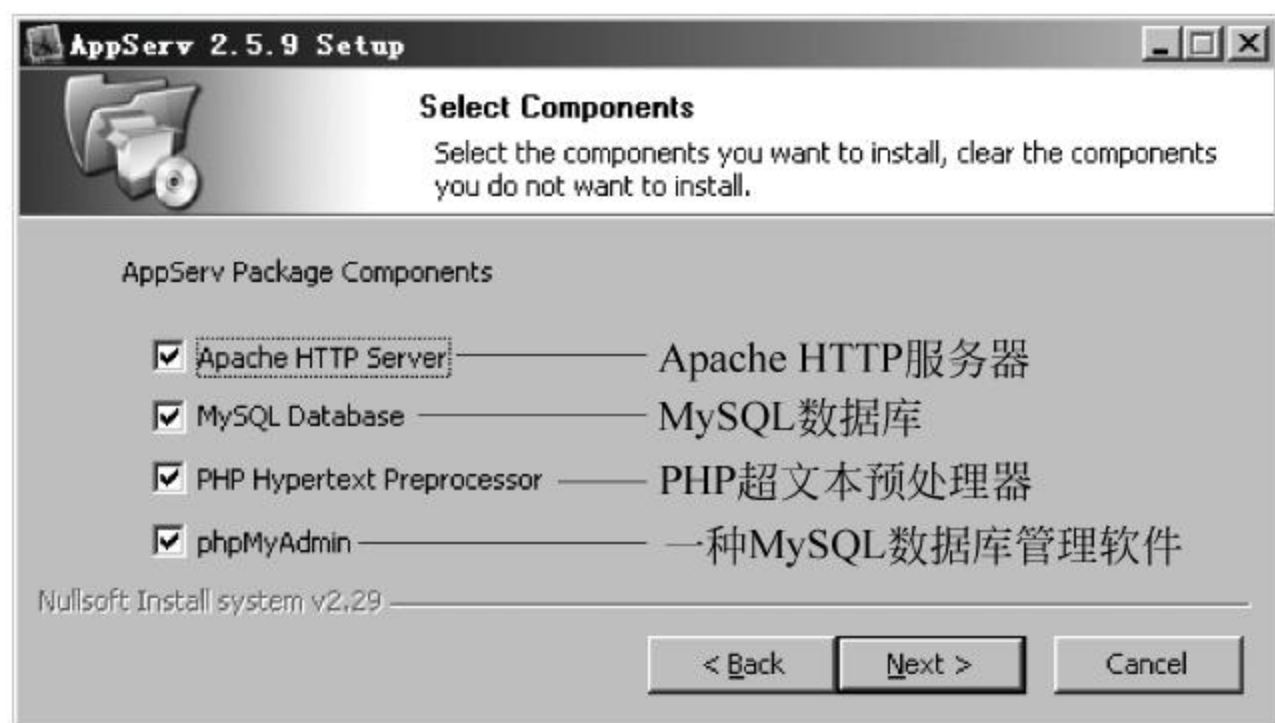 AppServ 2.5.9 Setup
Select Components
Select the components you want to install, clear the components
you do not want to install.
AppServ Package Components
Apache HTTP Server Apache HTTP服务器
MySQL Database MySQL数据库
PHP Hypertext Preprocessor PHP超文本预处理器
phpMyAdmin 一种MySQL数据库管理软件
Nullsoft Install system v2.29
< Back Next > Cancel